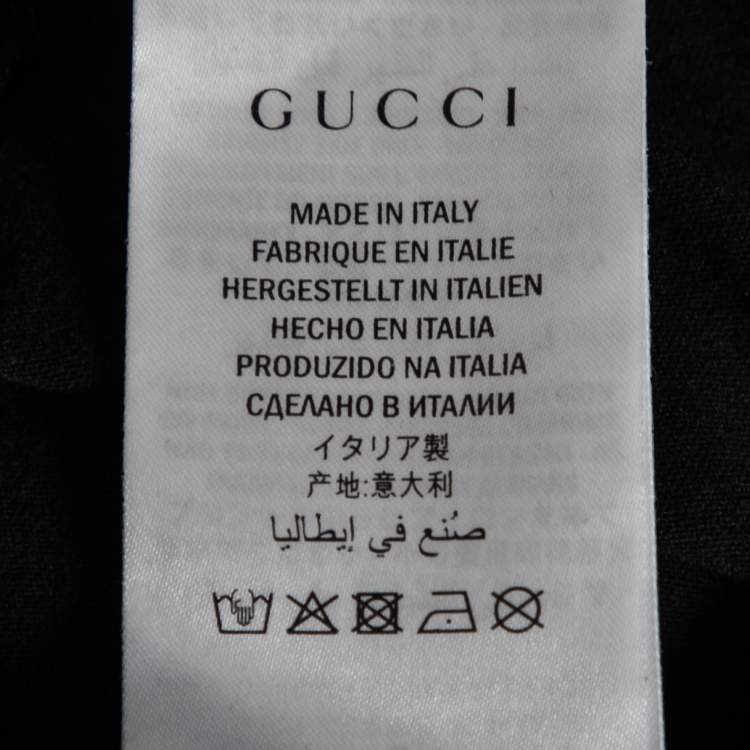 GUCCI
MADE IN ITALY
FABRIQUE EN ITALIE
HERGESTELLT IN ITALIEN
HECHO EN ITALIA
PRODUZIDO NA ITALIA
СДЕЛАНО В ИТАЛИИ
イタリア製
产地:意大利
صُنع في إيطاليا